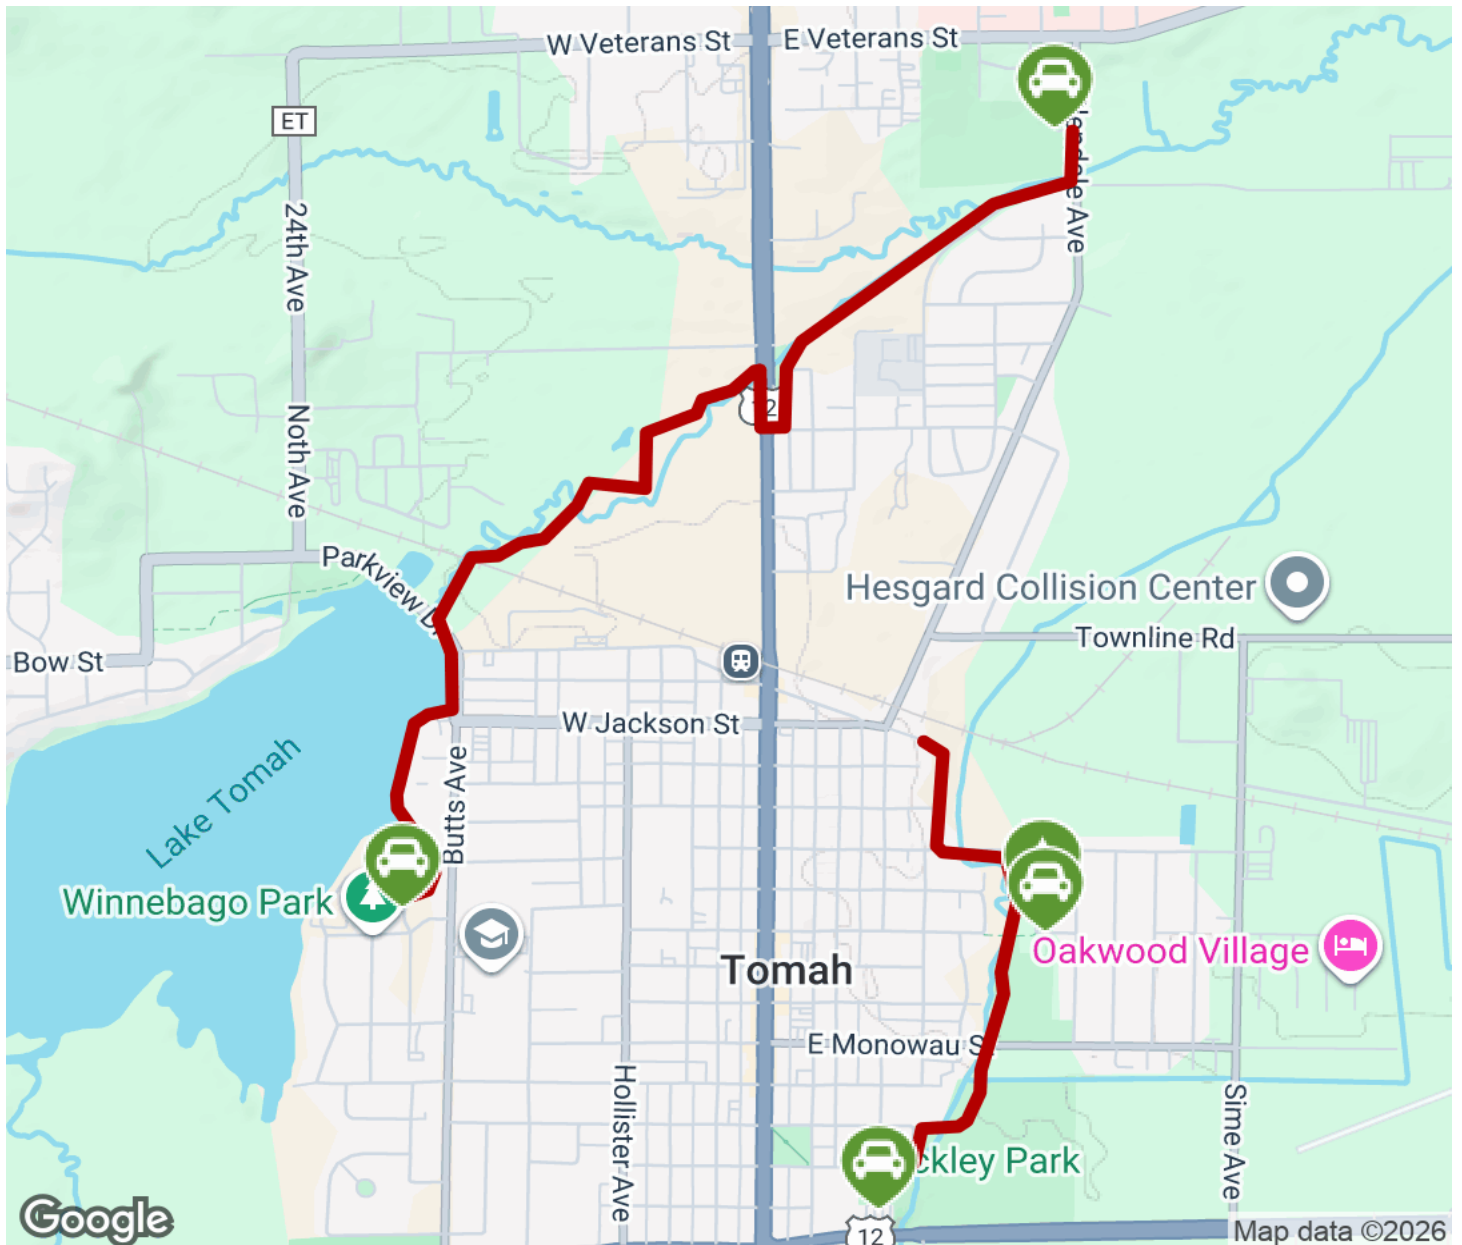 W Veterans St
E Veterans St
ET
24th Ave
Noth Ave
Parkview Dr
Bow St
Hesgard Collision Center
Townline Rd
W Jackson St
Lake Tomah
Butts Ave
Winnebago Park
Oakwood Village
Tomah
E Monowau St
Hollister Ave
Sime Ave
ckley Park
12
Google
Map data ©2026